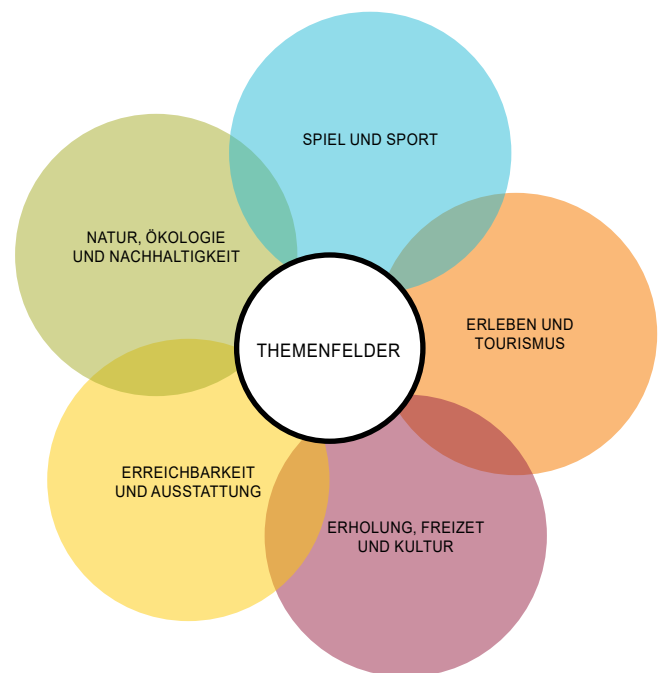 SPIEL UND SPORT
NATUR, ÖKOLOGIE
UND NACHHALTIGKEIT
ERLEBEN UND
TOURISMUS
THEMENFELDER
ERREICHBARKEIT
UND AUSSTATTUNG
ERHOLUNG, FREIZET
UND KULTUR